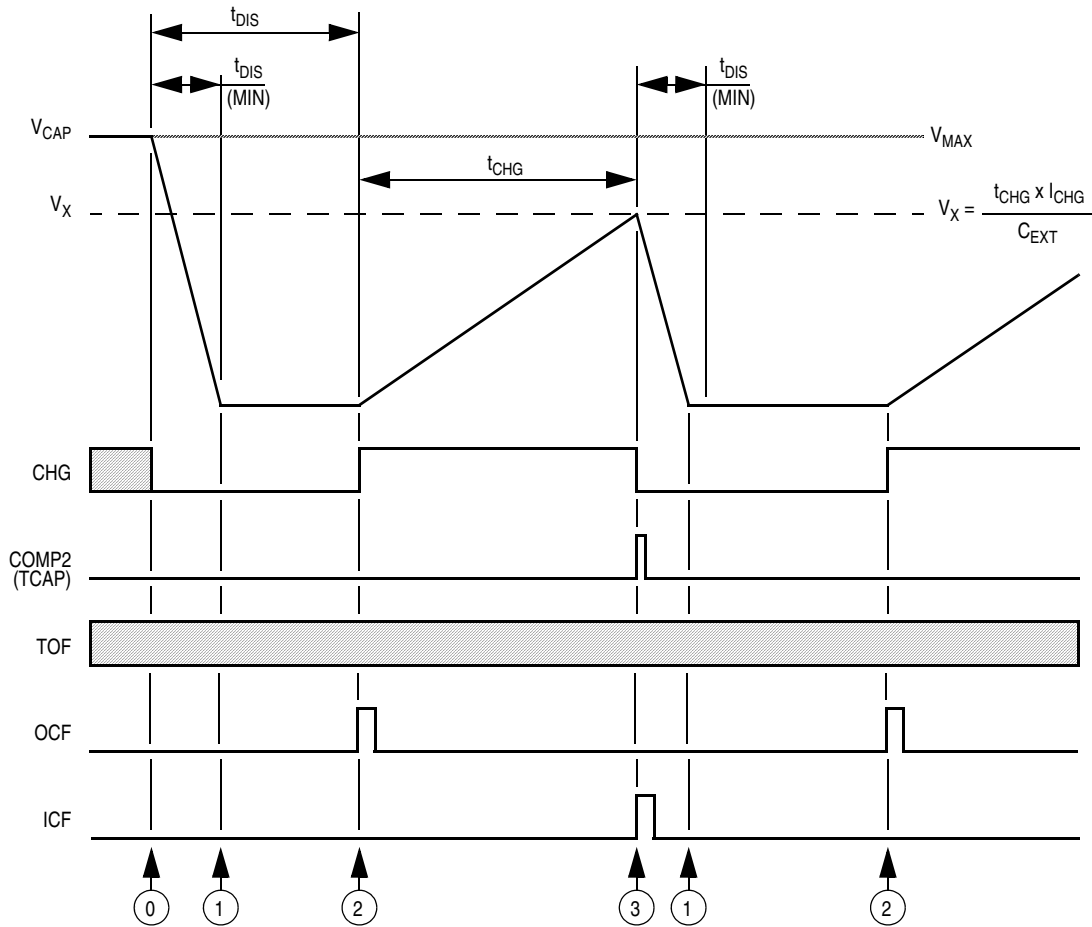 tDIS
tDIS
(MIN)
tDIS
(MIN)
VCAP
VMAX
tCHG
VX
VX = tCHG x ICHG
CEXT
CHG
COMP2
(TCAP)
TOF
OCF
ICF
0 1 2 3 1 2